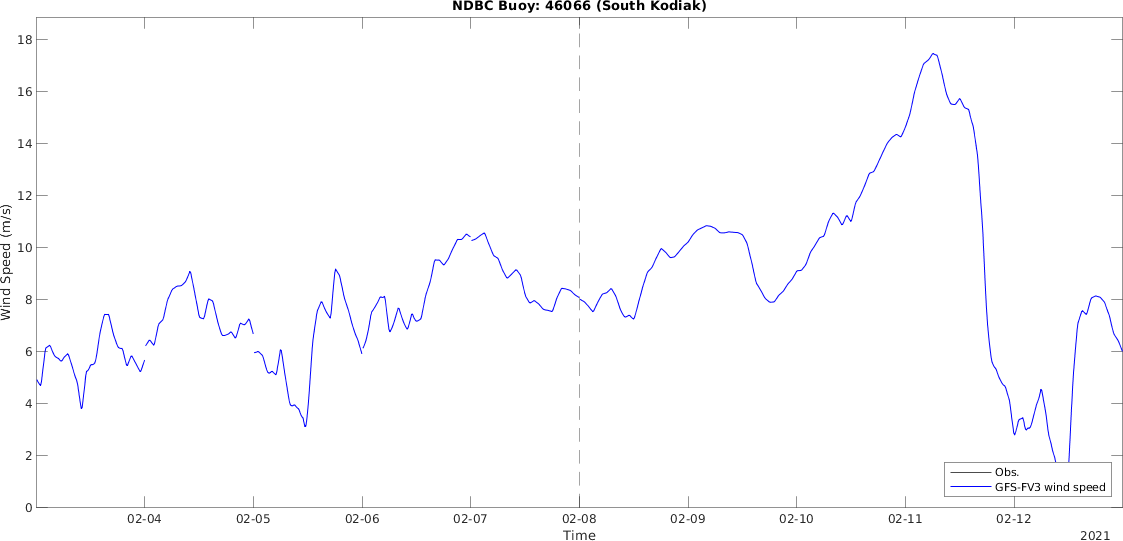 NDBC Buoy: 46066 (South Kodiak)
Wind Speed (m/s)
18
16
14
12
10
8
6
4
2
0
Obs.
GFS-FV3 wind speed
02-04 02-05 02-06 02-07 02-08 02-09 02-10 02-11 02-12
Time
2021